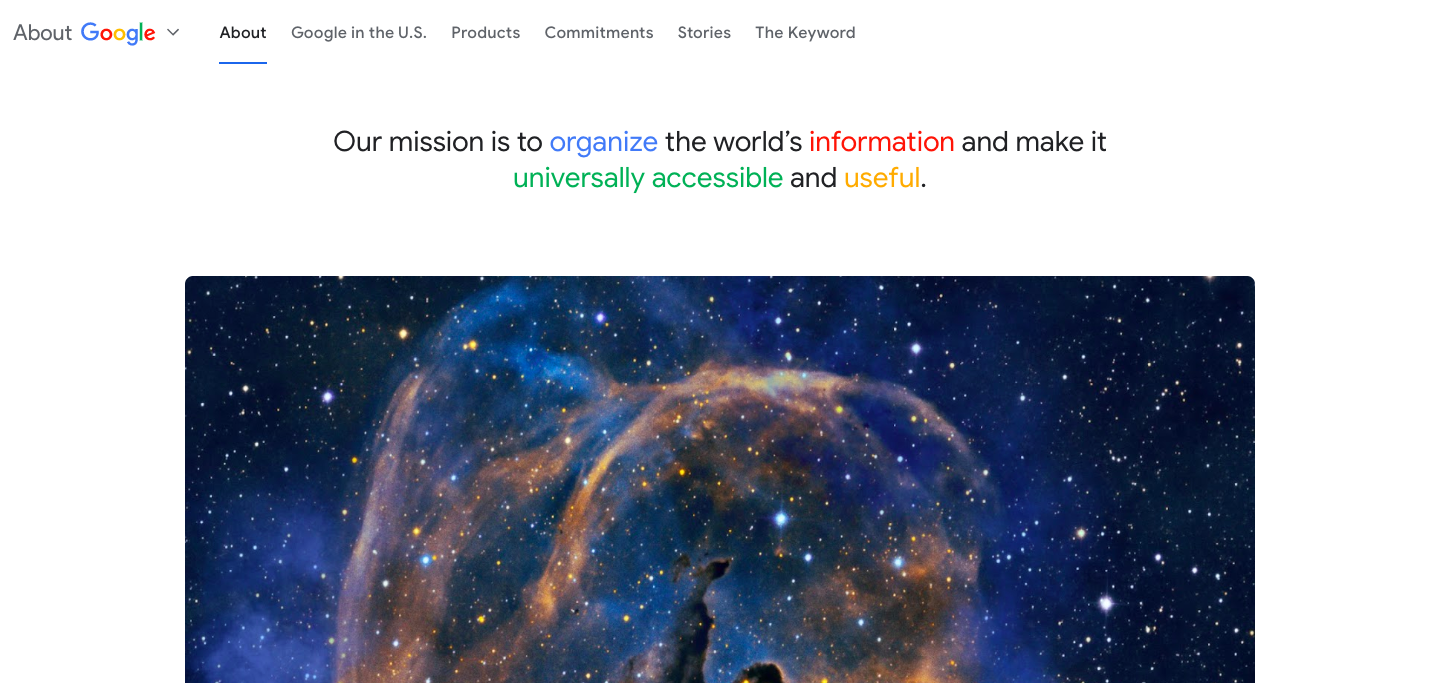 About Google
About Google in the U.S. Products Commitments Stories The Keyword
Our mission is to organize the world’s information and make it
universally accessible and useful.